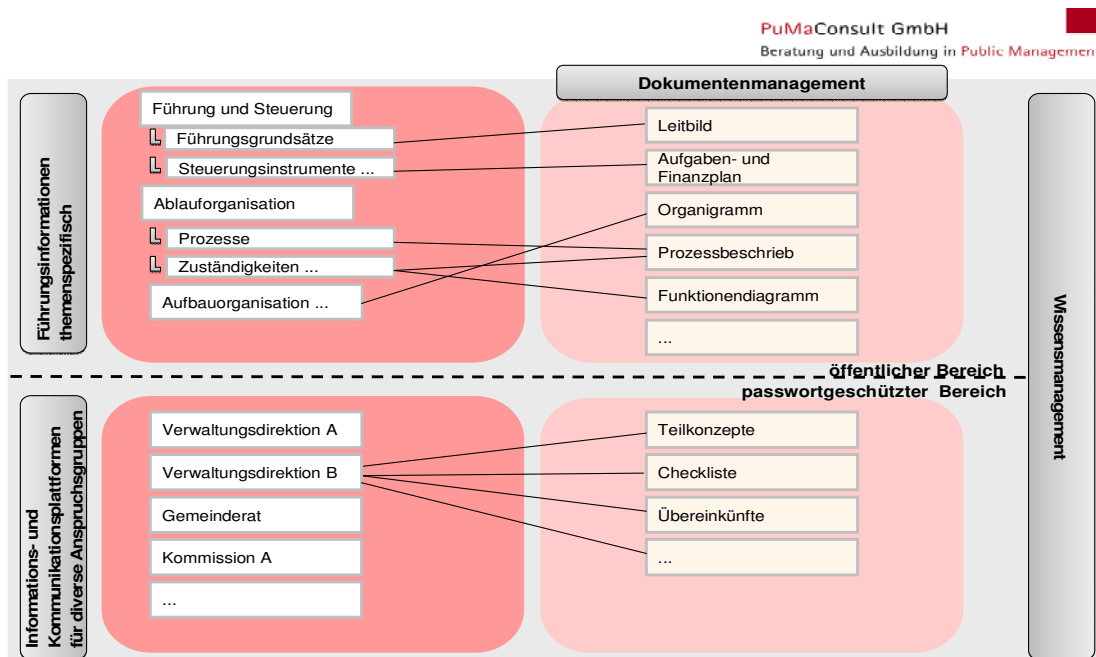 PuMaConsult GmbH
Beratung und Ausbildung in Public Managemen
Dokumentenmanagement
Führungsinformationen
themenspezifisch
Führung und Steuerung
Führungsgrundsätze
Steuerungsinstrumente ...
Ablauforganisation
Prozesse
Zuständigkeiten ...
Aufbauorganisation ...
Leitbild
Aufgaben- und
Finanzplan
Organigramm
Prozessbeschrieb
Funktionendiagramm
...
Wissensmanagement
öffentlicher Bereich
passwortgeschützter Bereich
Informations- und
Kommunikationsplattformen
für diverse Anspruchsgruppen
Verwaltungsdirektion A
Verwaltungsdirektion B
Gemeinderat
Kommission A
...
Teilkonzepte
Checkliste
Übereinkünfte
...